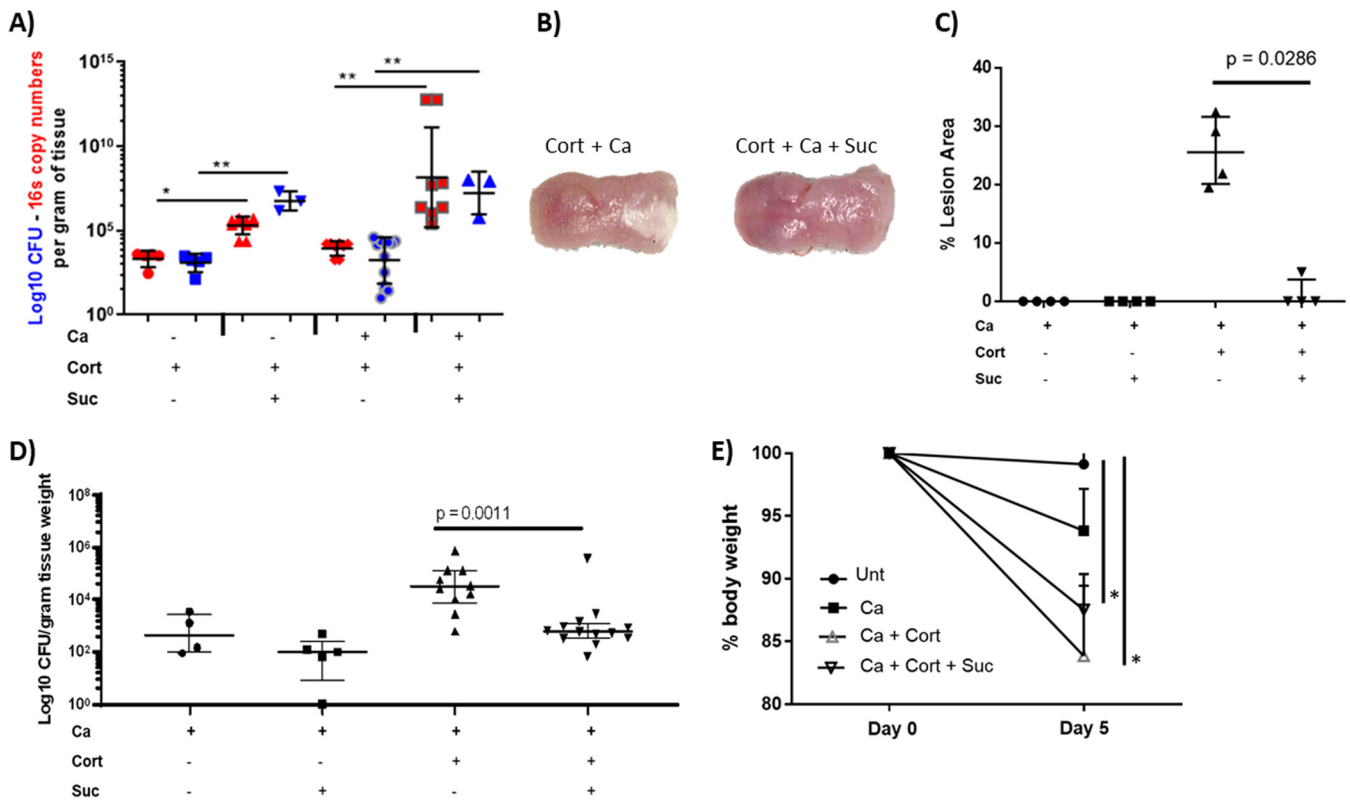 A)
Log10 CFU - 16s copy numbers
per gram of tissue
10^15
10^10
10^5
10^0
*
**
**
**
Ca - - + +
Cort + + + +
Suc - + - +
B)
Cort + Ca
Cort + Ca + Suc
C)
p = 0.0286
% Lesion Area
40
30
20
10
0
Ca + + + +
Cort - - + +
Suc - + - +
D)
Log10 CFU/gram tissue weight
10^8
10^6
10^4
10^2
10^0
p = 0.0011
Ca + + + +
Cort - - + +
Suc - + - +
E)
% body weight
100
95
90
85
80
Unt
Ca
Ca + Cort
Ca + Cort + Suc
*
*
Day 0 Day 5